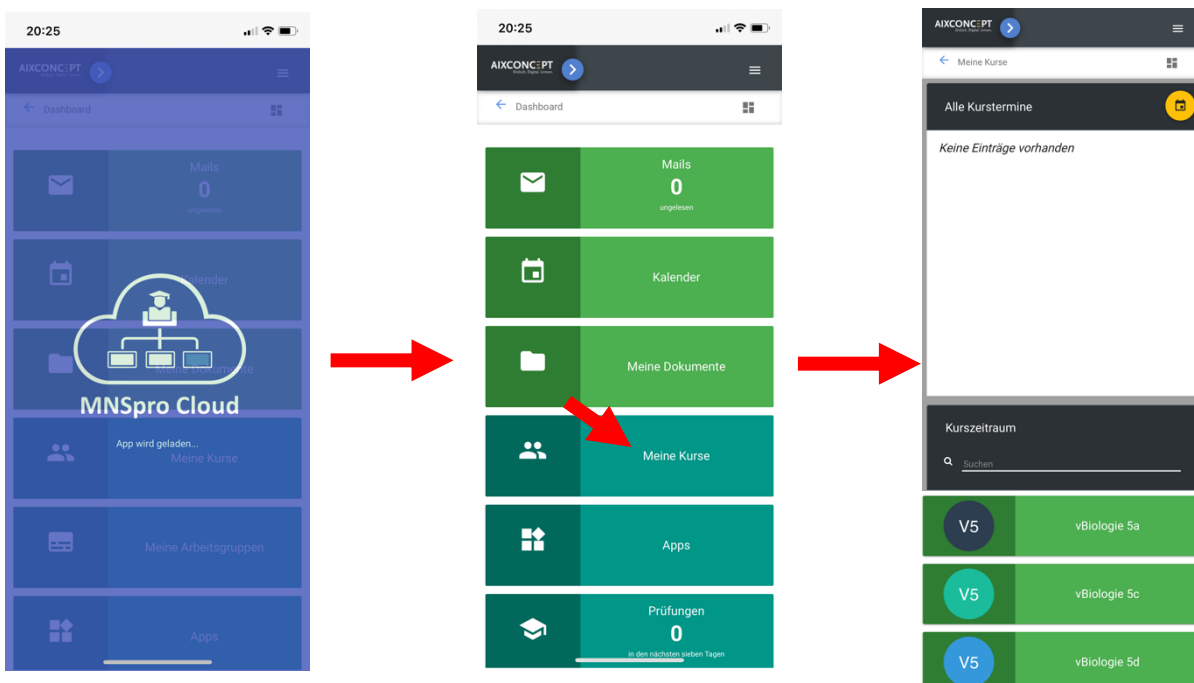 20:25
AIXCONCEPT
Dashboard
Mails
0
ungelesen
Kalender
Meine Dokumente
MNSpro Cloud
App wird geladen...
Meine Kurse
Meine Arbeitsgruppen
Apps
20:25
AIXCONCEPT
Einfach. Digital. Lernen.
Dashboard
Mails
0
ungelesen
Kalender
Meine Dokumente
Meine Kurse
Apps
Prüfungen
0
in den nächsten sieben Tagen
AIXCONCEPT
Einfach. Digital. Lernen.
Meine Kurse
Alle Kurstermine
Keine Einträge vorhanden
Kurszeitraum
Suchen
V5
vBiologie 5a
V5
vBiologie 5c
V5
vBiologie 5d